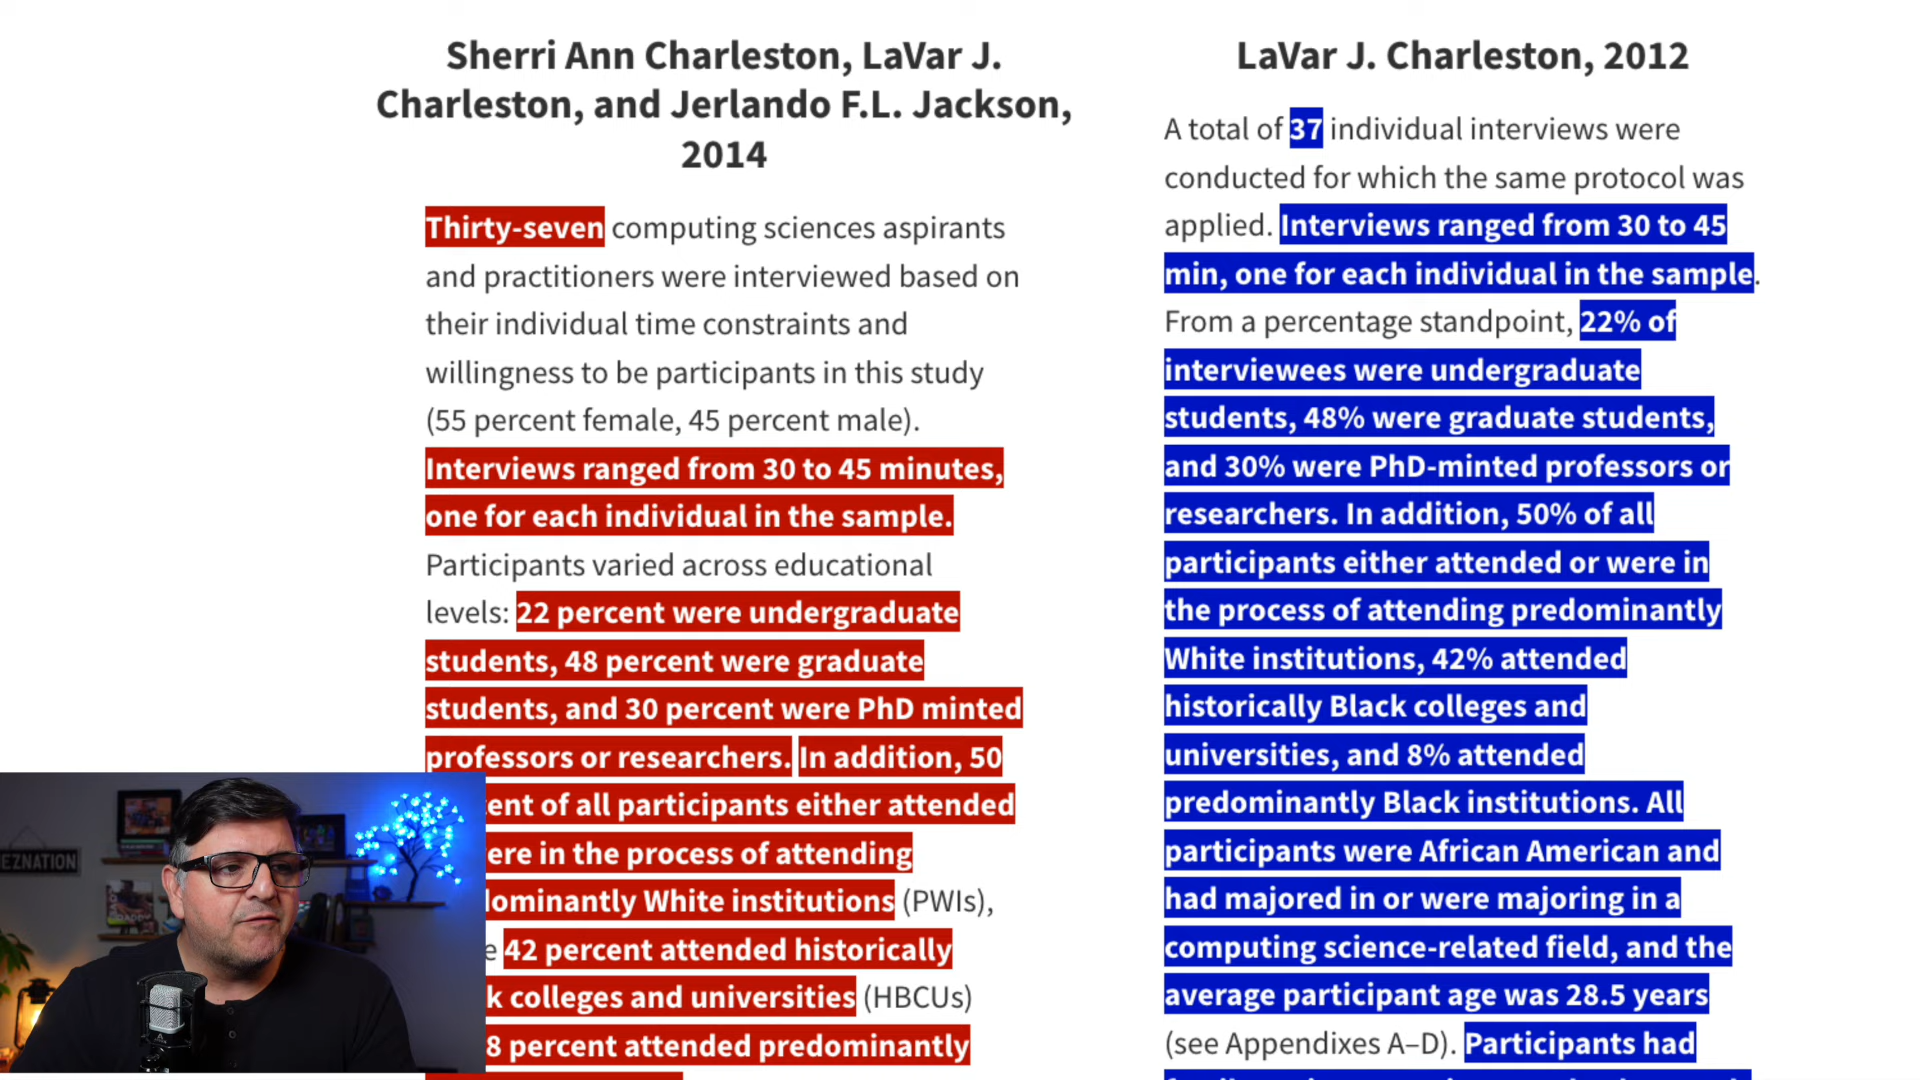 Sherri Ann Charleston, LaVar J.
Charleston, and Jerlando F.L. Jackson,
2014
Thirty-seven computing sciences aspirants
and practitioners were interviewed based on
their individual time constraints and
willingness to be participants in this study
(55 percent female, 45 percent male).
Interviews ranged from 30 to 45 minutes,
one for each individual in the sample.
Participants varied across educational
levels: 22 percent were undergraduate
students, 48 percent were graduate
students, and 30 percent were PhD minted
professors or researchers. In addition, 50
ent of all participants either attended
ere in the process of attending
ominantly White institutions (PWIs),
e 42 percent attended historically
k colleges and universities (HBCUs)
8 percent attended predominantly
LaVar J. Charleston, 2012
A total of 37 individual interviews were
conducted for which the same protocol was
applied. Interviews ranged from 30 to 45
min, one for each individual in the sample.
From a percentage standpoint, 22% of
interviewees were undergraduate
students, 48% were graduate students,
and 30% were PhD-minted professors or
researchers. In addition, 50% of all
participants either attended or were in
the process of attending predominantly
White institutions, 42% attended
historically Black colleges and
universities, and 8% attended
predominantly Black institutions. All
participants were African American and
had majored in or were majoring in a
computing science-related field, and the
average participant age was 28.5 years
(see Appendixes A–D). Participants had
EZNATION